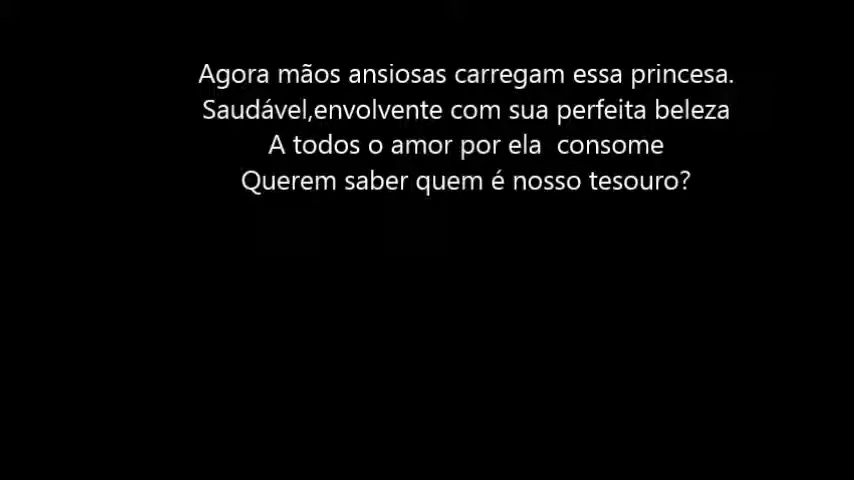 Agora mãos ansiosas carregam essa princesa.
Saudável,envolvente com sua perfeita beleza
A todos o amor por ela  consome
Querem saber quem é nosso tesouro?